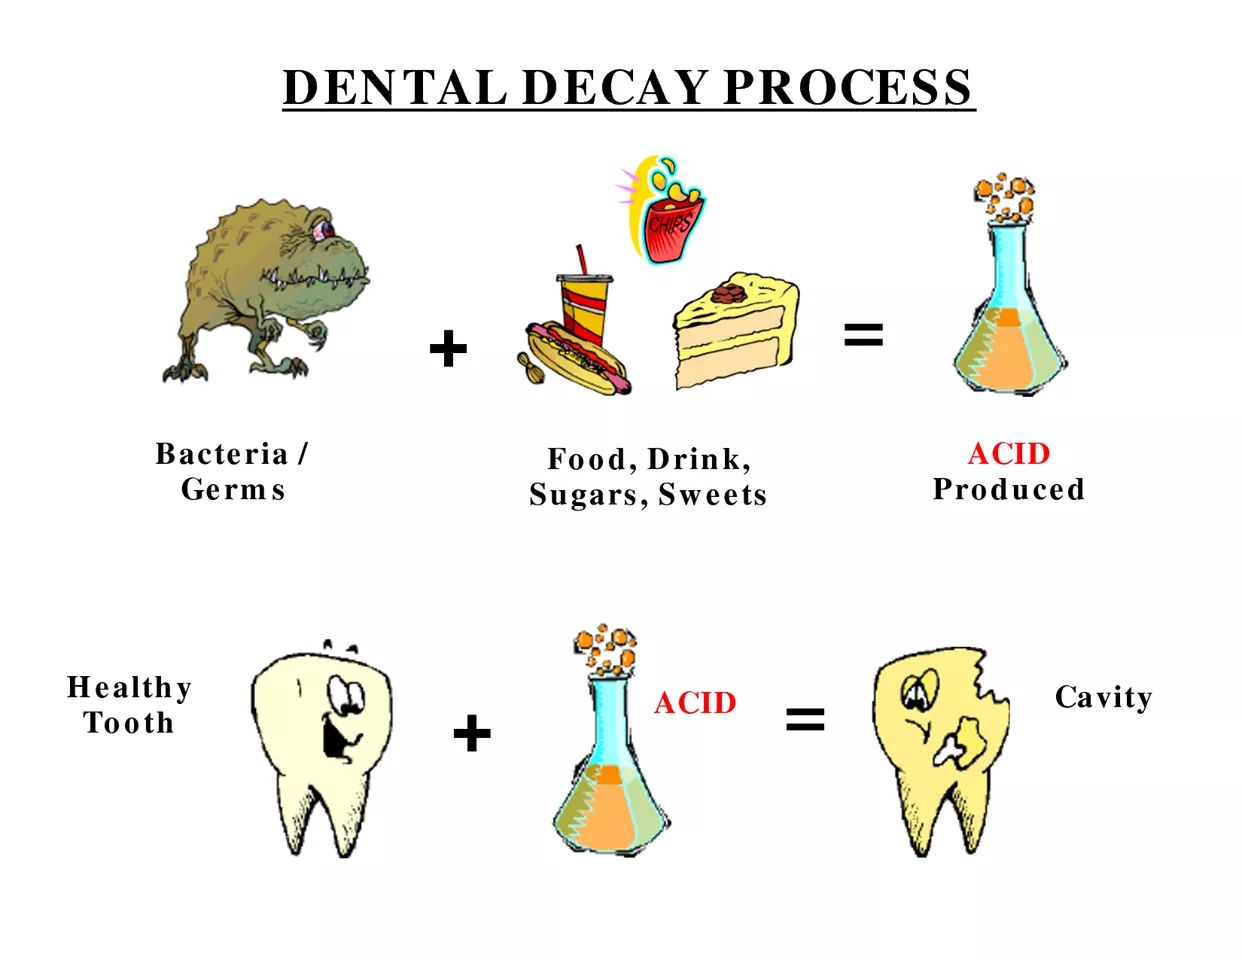 DENTAL DECAY PROCESS
CHIPS
+
=
Bacteria /
Germs
Food, Drink,
Sugars, Sweets
ACID
Produced
Healthy
Tooth
+
ACID
=
Cavity